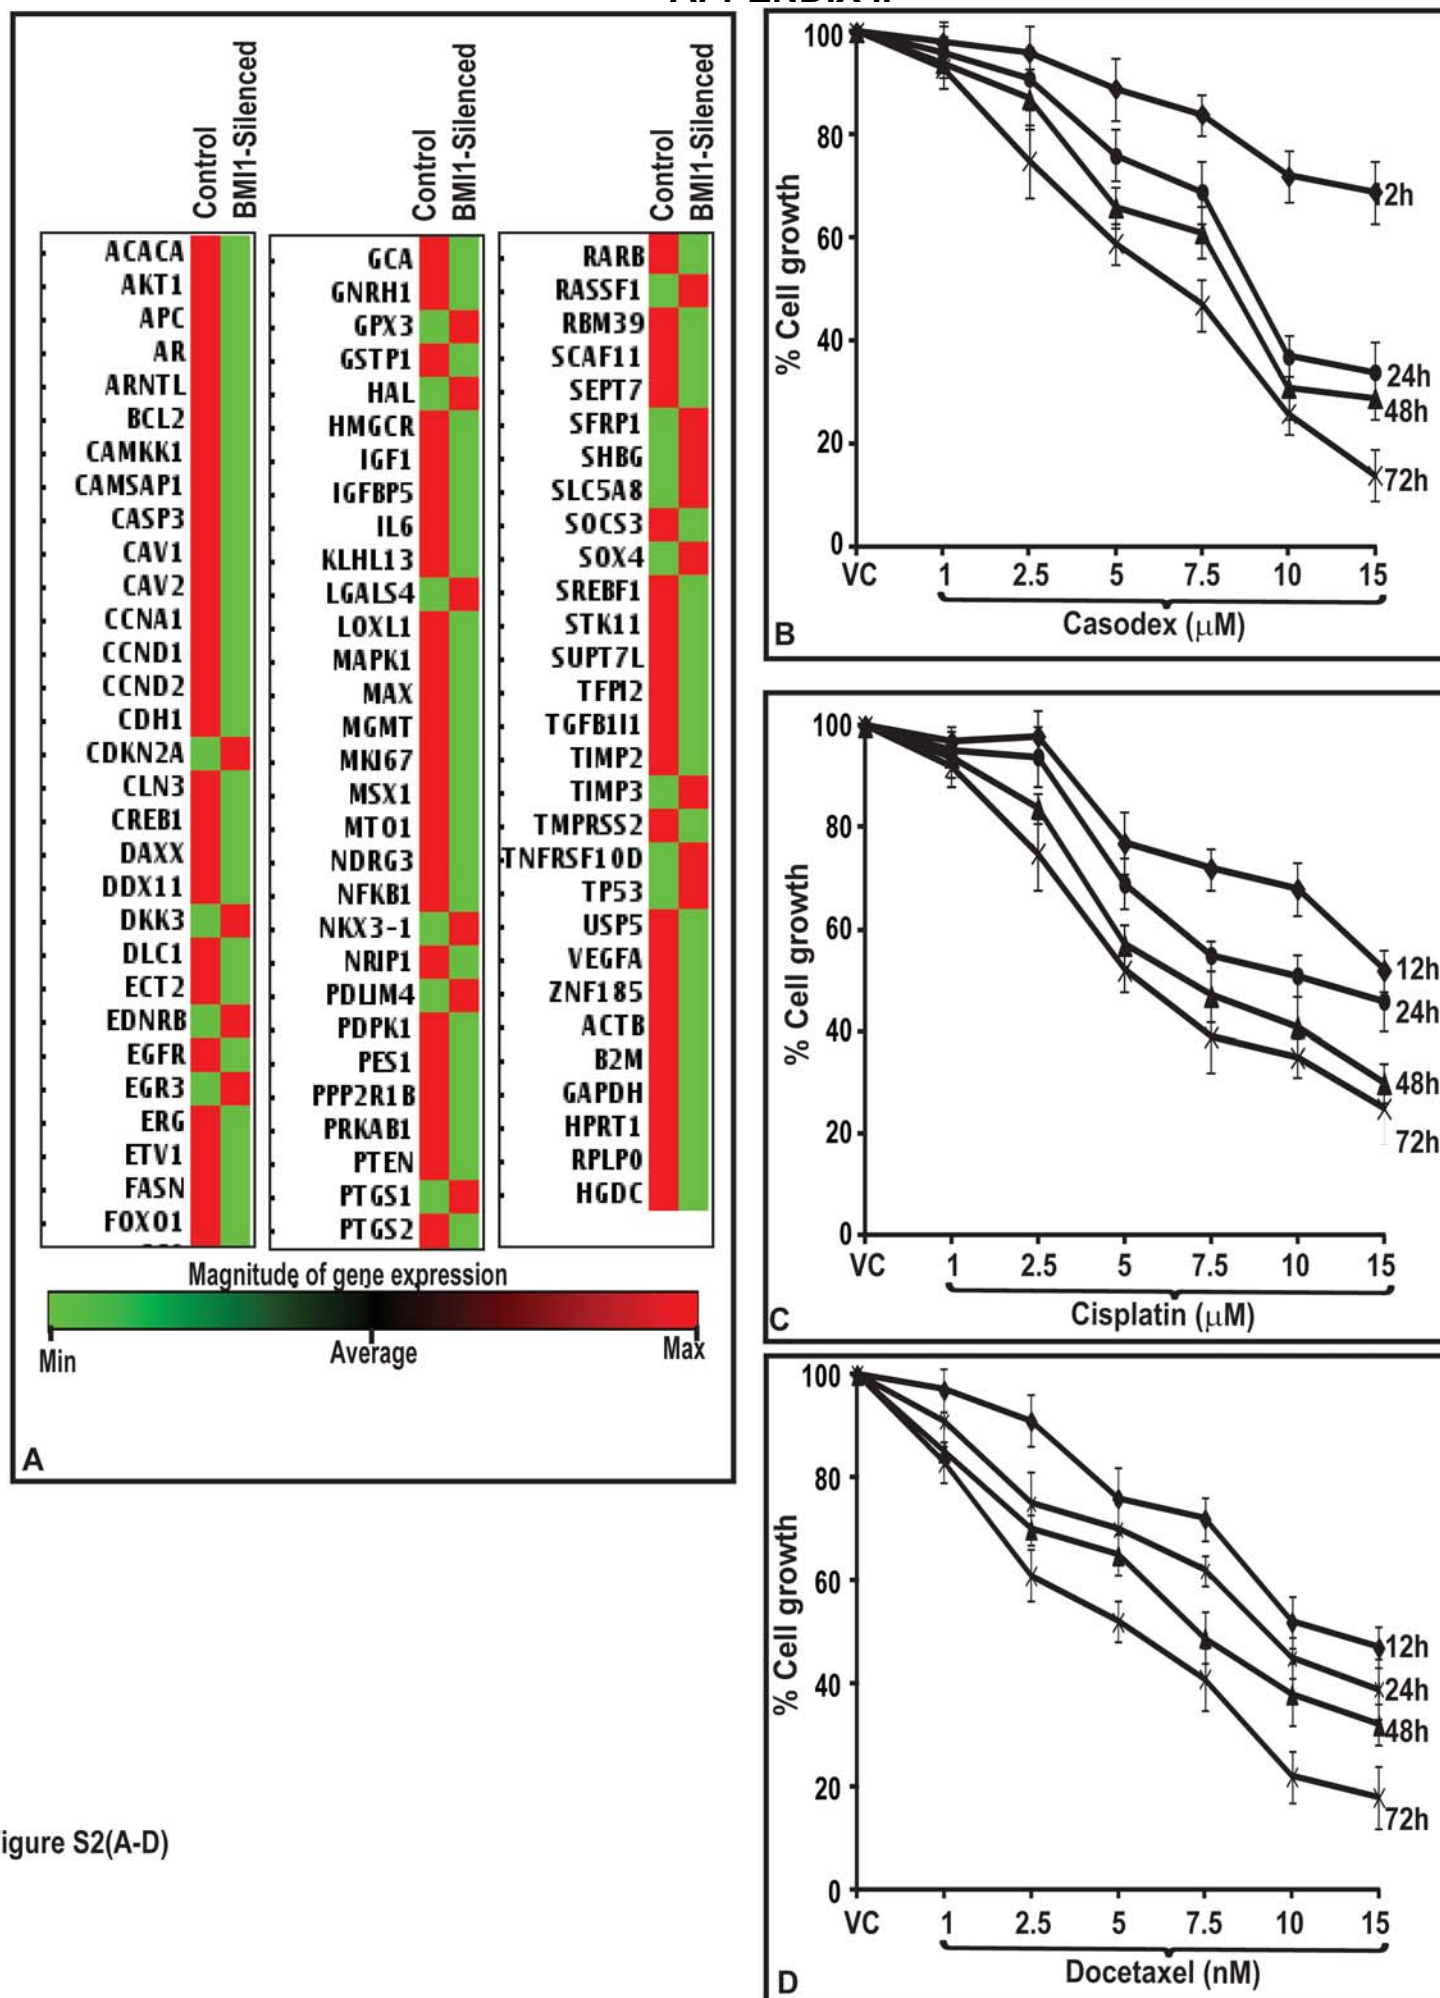 Control
BMI1-Silenced
ACACA
AKT1
APC
AR
ARNTL
BCL2
CAMKK1
CAMSAP1
CASP3
CAV1
CAV2
CCNA1
CCND1
CCND2
CDH1
CDKN2A
CLN3
CREB1
DAXX
DDX11
DKK3
DLC1
ECT2
EDNRB
EGFR
EGR3
ERG
ETV1
FASN
FOXO1
Control
BMI1-Silenced
GCA
GNRH1
GPX3
GSTP1
HAL
HMGCR
IGF1
IGFBP5
IL6
KLHL13
LGALS4
LOXL1
MAPK1
MAX
MGMT
MKI67
MSX1
MTO1
NDRG3
NFKB1
NKX3-1
NRIP1
PDLIM4
PDPK1
PES1
PPP2R1B
PRKAB1
PTEN
PTGS1
PTGS2
Control
BMI1-Silenced
RARB
RASSF1
RBM39
SCAF11
SEPT7
SFRP1
SHBG
SLC5A8
SOCS3
SOX4
SREBF1
STK11
SUPT7L
TFPI2
TGFB1I1
TIMP2
TIMP3
TMPRSS2
TNFRSF10D
TP53
USP5
VEGFA
ZNF185
ACTB
B2M
GAPDH
HPRT1
RPLP0
HGDC
Magnitude of gene expression
Min
Average
Max
A
% Cell growth
100
80
60
40
20
0
2h
24h
48h
72h
VC 1 2.5 5 7.5 10 15
Casodex (μM)
B
% Cell growth
100
80
60
40
20
0
12h
24h
48h
72h
VC 1 2.5 5 7.5 10 15
Cisplatin (μM)
C
% Cell growth
100
80
60
40
20
0
12h
24h
48h
72h
VC 1 2.5 5 7.5 10 15
Docetaxel (nM)
D
igure S2(A-D)